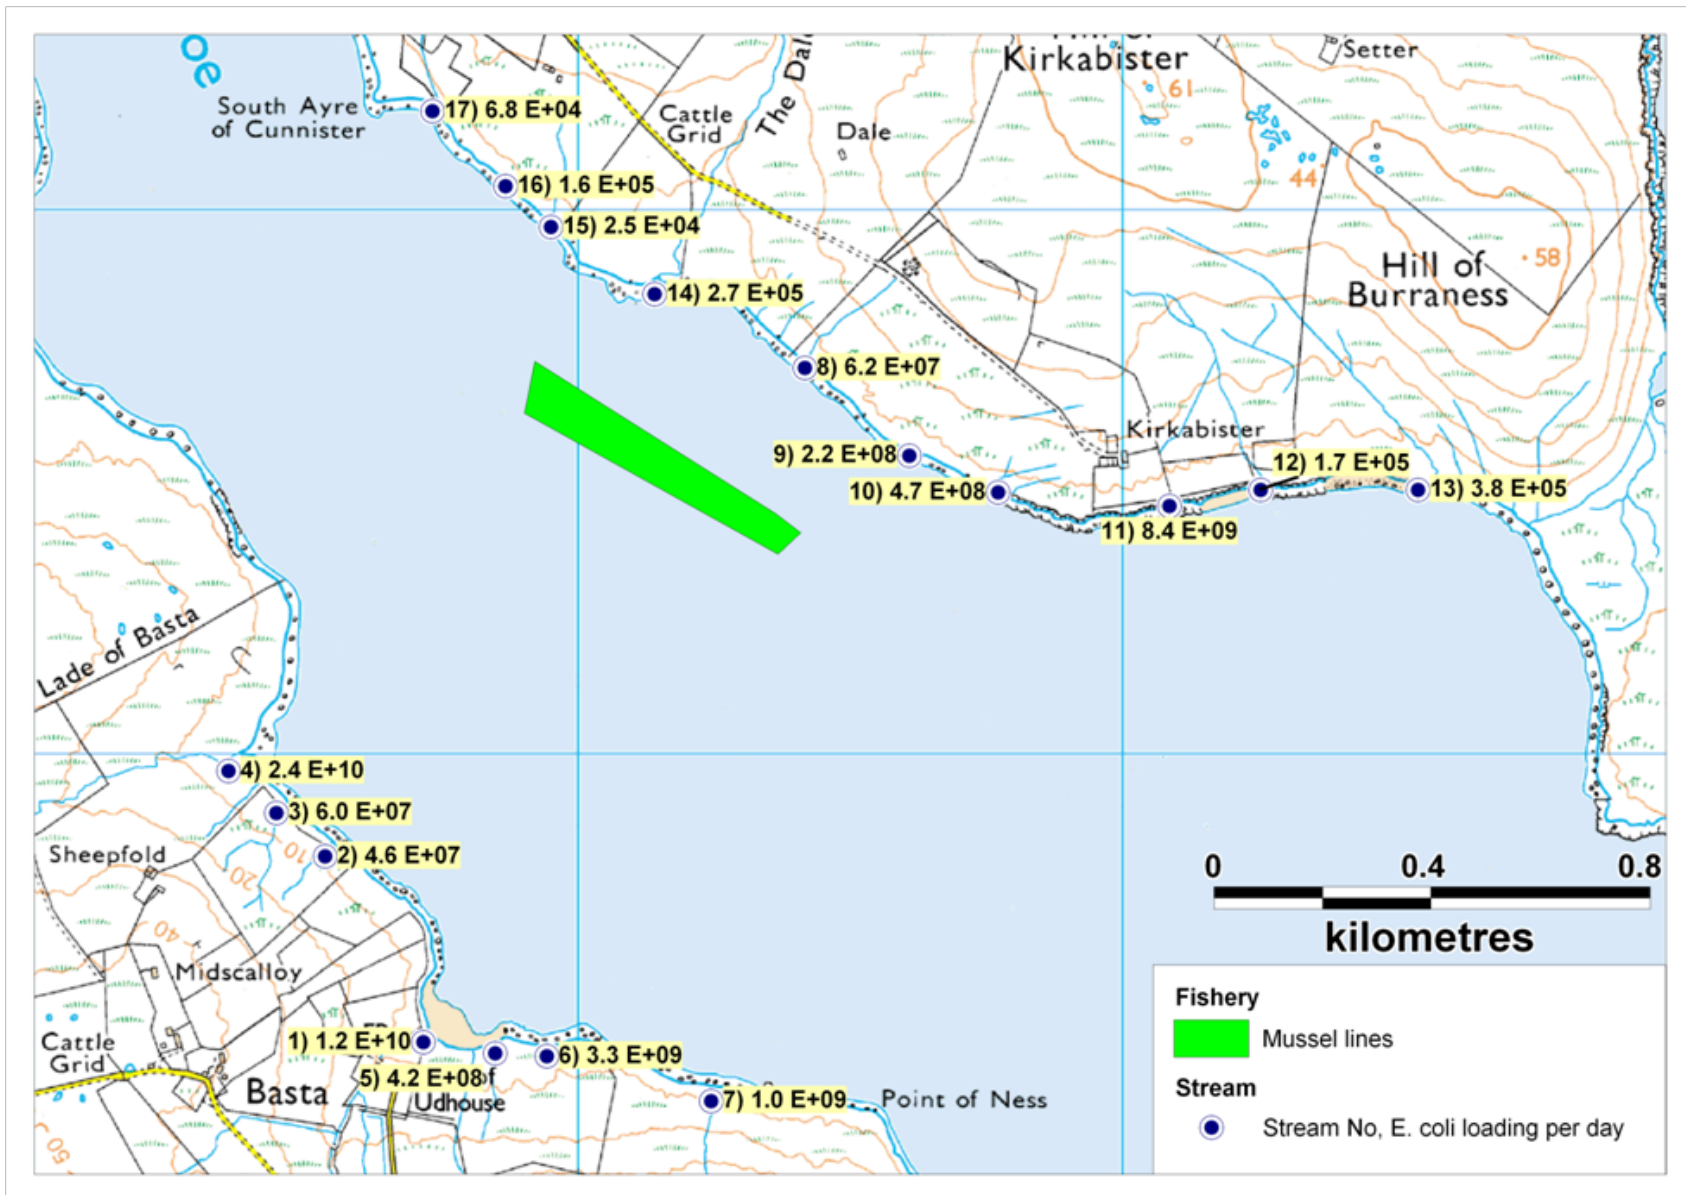 oe
Hill of
Kirkabister
Setter
South Ayre
of Cunnister
17) 6.8 E+04
Cattle
Grid
The Dale
Dale
61
44
16) 1.6 E+05
15) 2.5 E+04
14) 2.7 E+05
Hill of
Burraness
58
8) 6.2 E+07
Kirkabister
9) 2.2 E+08
10) 4.7 E+08
12) 1.7 E+05
13) 3.8 E+05
11) 8.4 E+09
Lade of Basta
4) 2.4 E+10
3) 6.0 E+07
2) 4.6 E+07
10
20
Sheepfold
40
Midscalloy
0 0.4 0.8
kilometres
Cattle
Grid
1) 1.2 E+10
6) 3.3 E+09
5) 4.2 E+08
of
Udhouse
Basta
7) 1.0 E+09
Point of Ness
50
Fishery
Mussel lines
Stream
Stream No, E. coli loading per day